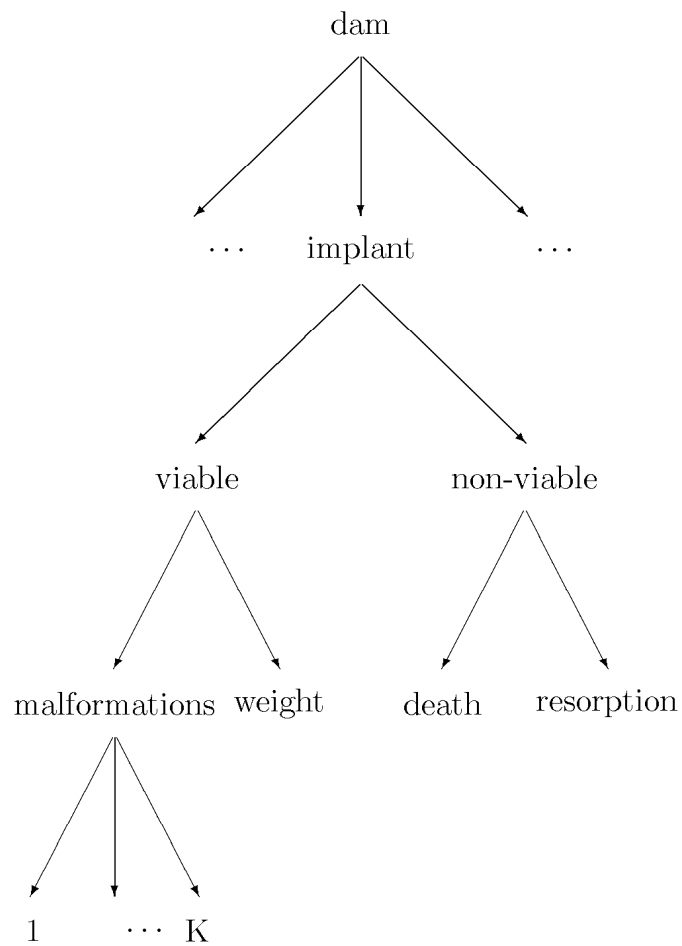 dam
··· implant ···
viable non-viable
malformations weight death resorption
1 ··· K